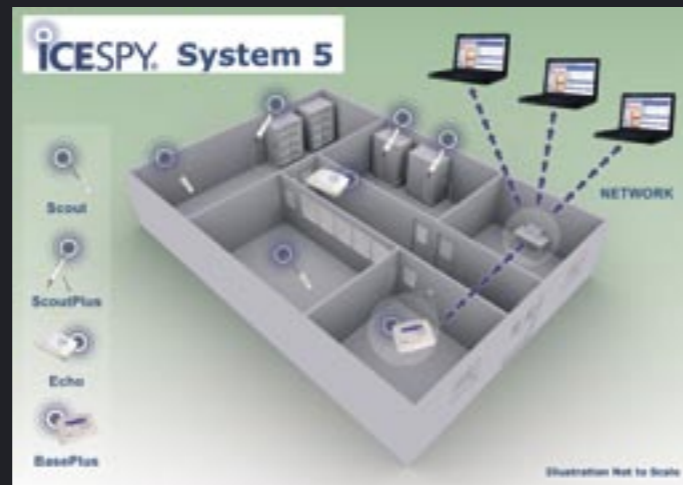 iCESPY® System 5
NETWORK
Scout
ScoutPlus
Echo
BasePlus
Illustration Not to Scale